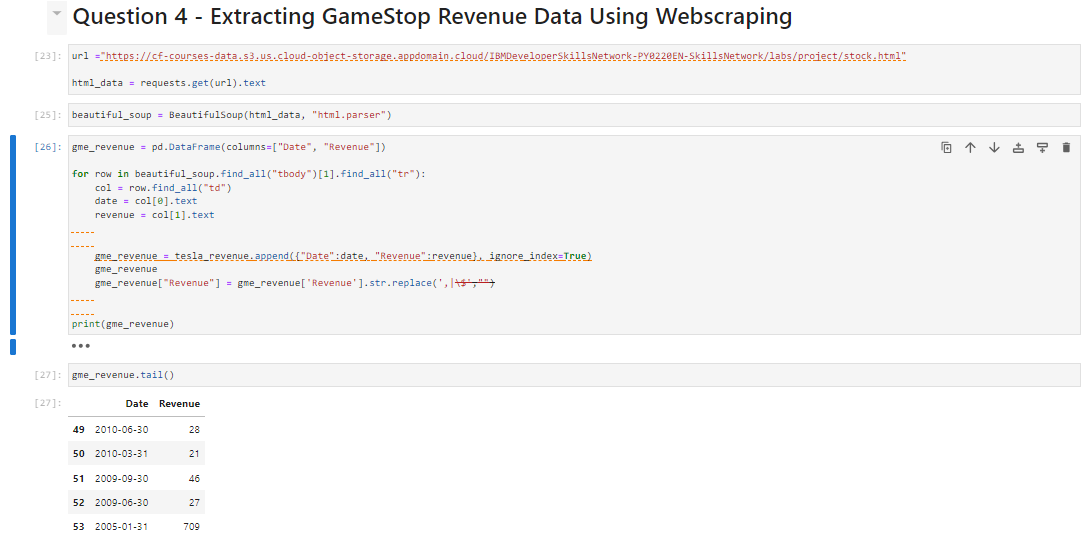 Question 4 - Extracting GameStop Revenue Data Using Webscraping
[23]: url ="https://cf-courses-data.s3.us.cloud-object-storage.appdomain.cloud/IBMDeveloperSkillsNetwork-PY0220EN-SkillsNetwork/labs/project/stock.html"
html_data = requests.get(url).text
[25]: beautiful_soup = BeautifulSoup(html_data, "html.parser")
[26]: gme_revenue = pd.DataFrame(columns=["Date", "Revenue"])
for row in beautiful_soup.find_all("tbody")[1].find_all("tr"):
col = row.find_all("td")
date = col[0].text
revenue = col[1].text
gme_revenue = tesla_revenue.append({"Date":date, "Revenue":revenue}, ignore_index=True)
gme_revenue
gme_revenue["Revenue"] = gme_revenue['Revenue'].str.replace(',|\$',"")
print(gme_revenue)
[27]: gme_revenue.tail()
[27]: Date Revenue
49 2010-06-30 28
50 2010-03-31 21
51 2009-09-30 46
52 2009-06-30 27
53 2005-01-31 709